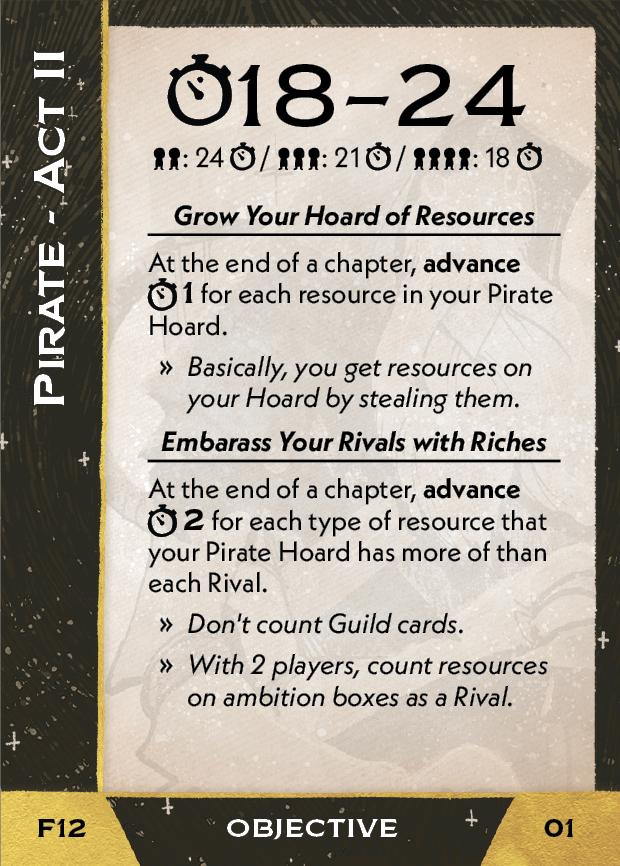 PIRATE - ACT II
18-24
: 24 / : 21 / : 18
Grow Your Hoard of Resources
At the end of a chapter, advance
1 for each resource in your Pirate
Hoard.
» Basically, you get resources on
your Hoard by stealing them.
Embarass Your Rivals with Riches
At the end of a chapter, advance
2 for each type of resource that
your Pirate Hoard has more of than
each Rival.
» Don't count Guild cards.
» With 2 players, count resources
on ambition boxes as a Rival.
F12 OBJECTIVE 01